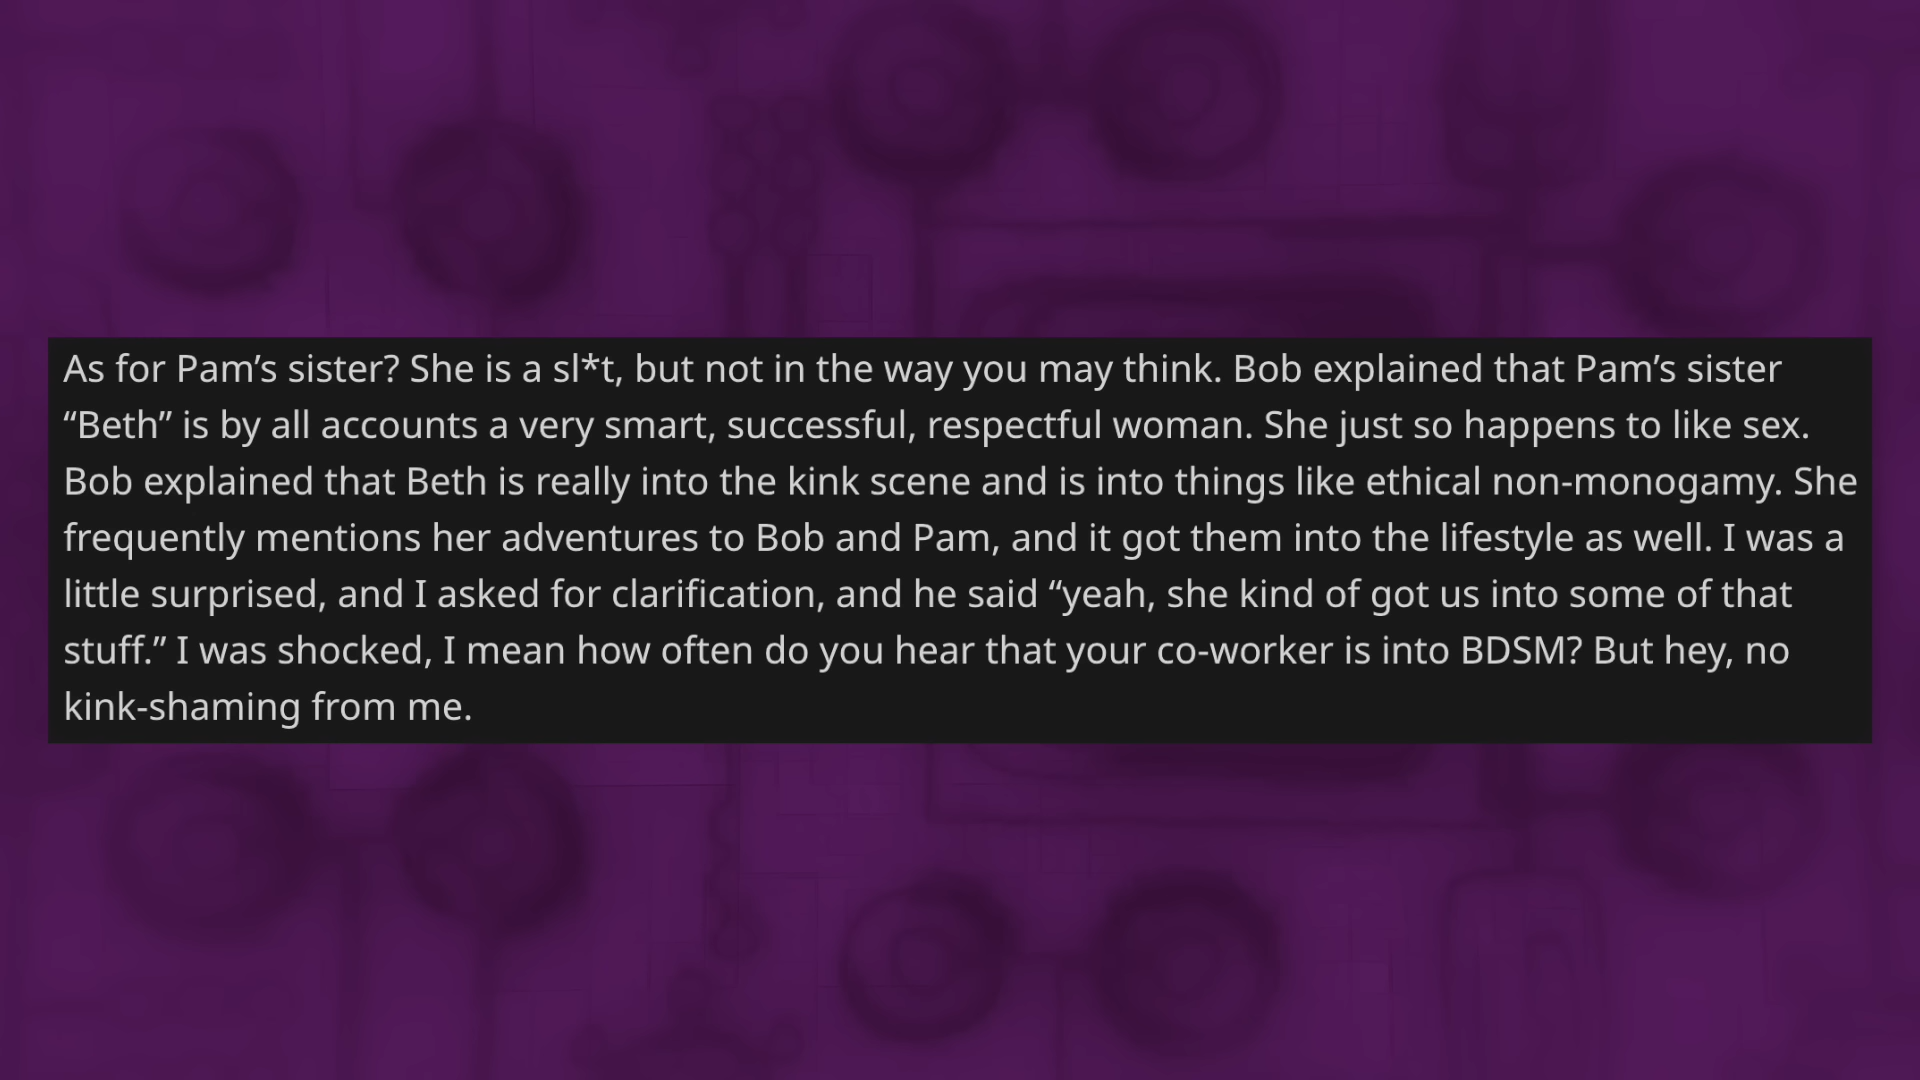 As for Pam’s sister? She is a sl*t, but not in the way you may think. Bob explained that Pam’s sister
“Beth” is by all accounts a very smart, successful, respectful woman. She just so happens to like sex.
Bob explained that Beth is really into the kink scene and is into things like ethical non-monogamy. She
frequently mentions her adventures to Bob and Pam, and it got them into the lifestyle as well. I was a
little surprised, and I asked for clarification, and he said “yeah, she kind of got us into some of that
stuff.” I was shocked, I mean how often do you hear that your co-worker is into BDSM? But hey, no
kink-shaming from me.